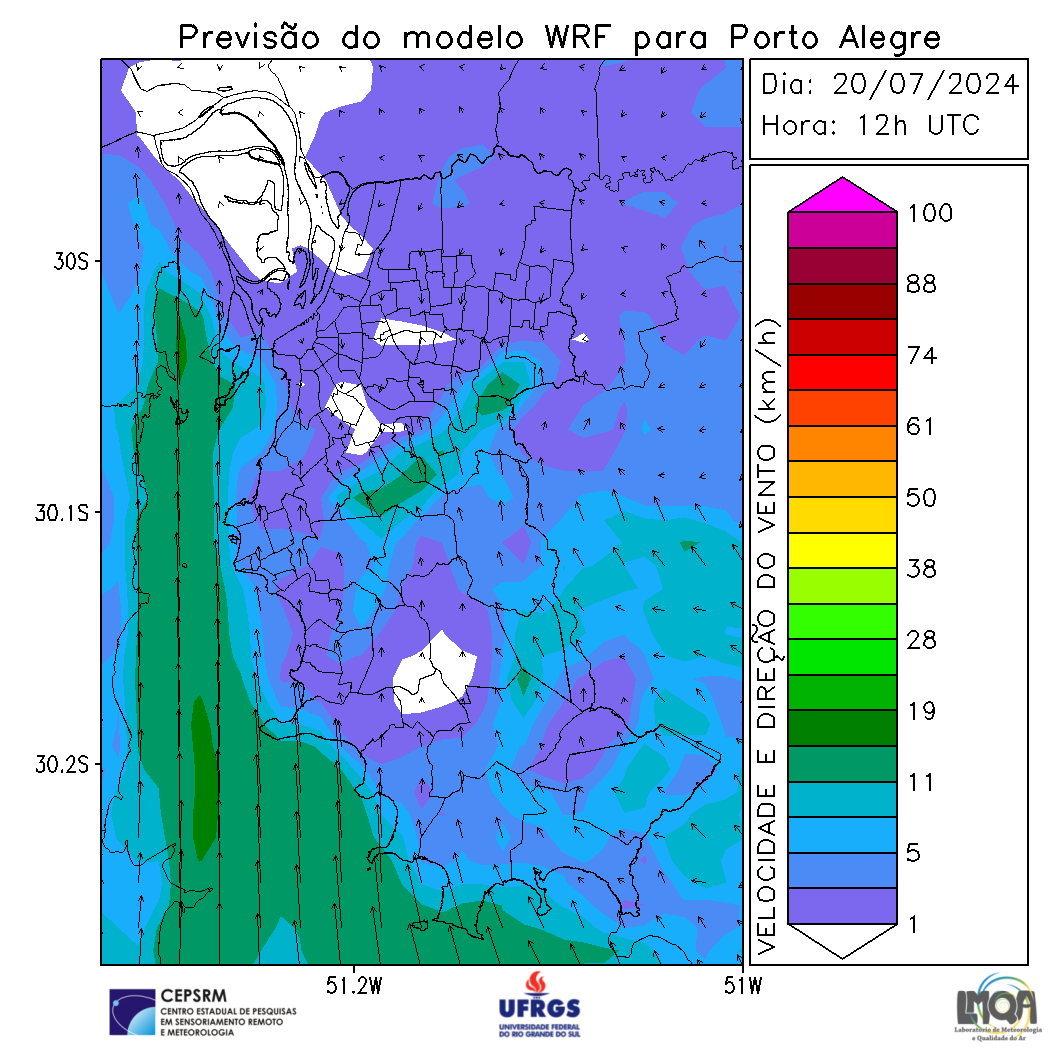 Previsão do modelo WRF para Porto Alegre
Dia: 20/07/2024
Hora: 12h UTC
30S
30.1S
30.2S
51.2W
51W
VELOCIDADE E DIREÇÃO DO VENTO (km/h)
100
88
74
61
50
38
28
19
11
5
1
CEPSRM
CENTRO ESTADUAL DE PESQUISAS
EM SENSORIAMENTO REMOTO
E METEOROLOGIA
UFRGS
UNIVERSIDADE FEDERAL
DO RIO GRANDE DO SUL
LMQA
Laboratório de Meteorologia
e Qualidade do Ar